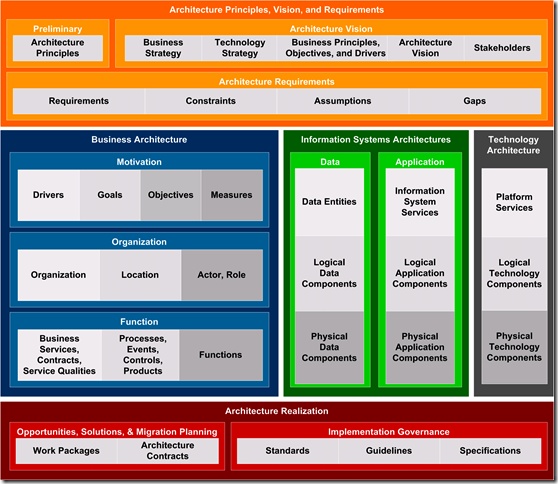 Architecture Principles, Vision, and Requirements
Preliminary
Architecture
Principles
Architecture Vision
Business
Strategy
Technology
Strategy
Business Principles,
Objectives, and Drivers
Architecture
Vision
Stakeholders
Architecture Requirements
Requirements
Constraints
Assumptions
Gaps
Business Architecture
Motivation
Drivers
Goals
Objectives
Measures
Organization
Organization
Location
Actor, Role
Function
Business
Services,
Contracts,
Service Qualities
Processes,
Events,
Controls,
Products
Functions
Information Systems Architectures
Data
Data Entities
Logical
Data
Components
Physical
Data
Components
Application
Information
System
Services
Logical
Application
Components
Physical
Application
Components
Technology
Architecture
Platform
Services
Logical
Technology
Components
Physical
Technology
Components
Architecture Realization
Opportunities, Solutions, & Migration Planning
Work Packages
Architecture
Contracts
Implementation Governance
Standards
Guidelines
Specifications